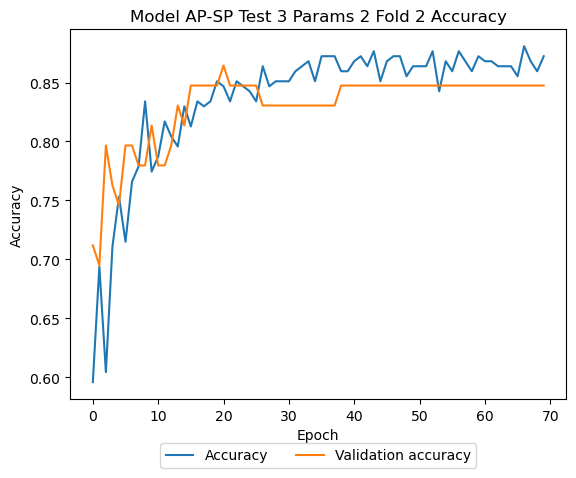 Model AP-SP Test 3 Params 2 Fold 2 Accuracy
0.85
0.80
0.75
0.70
0.65
0.60
Accuracy
0 10 20 30 40 50 60 70
Epoch
Accuracy Validation accuracy